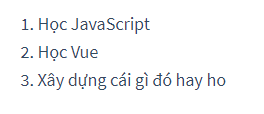 1. Học JavaScript
2. Học Vue
3. Xây dựng cái gì đó hay ho